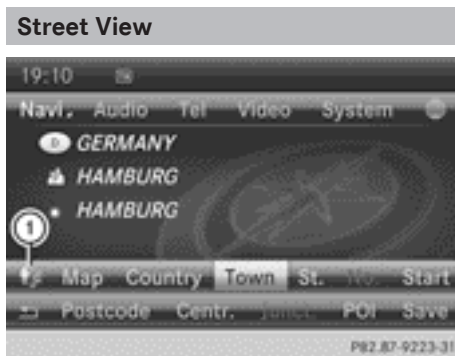 Street View
19:10
Navi. Audio Tel Video System
D GERMANY
HAMBURG
HAMBURG
1
Map Country Town St. No. Start
Postcode Centr. Junct. POI Save
P82.87-9223-31